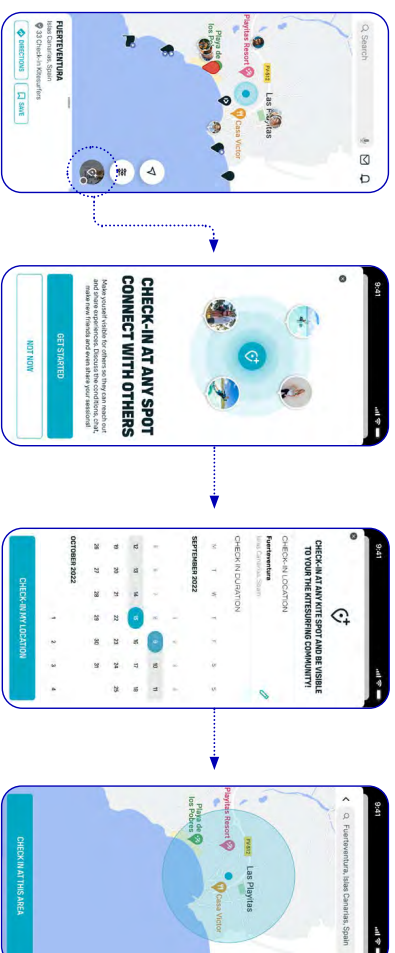 Search
Las Playitas
FV-512
Playitas Resort
Casa Victor
Playa de
los Pobres
FUERTEVENTURA
Islas Canarias, Spain
33 Check-in Kitesurfers
DIRECTIONS
SAVE
9:41
CHECK-IN AT ANY SPOT
CONNECT WITH OTHERS
Make youself visible for others so they can reach out
and share experiences. Discuss the conditions, chat,
make new friends and even share your sessions!
GET STARTED
NOT NOW
9:41
CHECK-IN AT ANY KITE SPOT AND BE VISIBLE
TO YOUR KITESURFING COMMUNITY!
CHECK-IN LOCATION
Fuerteventura
Islas Canarias, Spain
CHECK IN DURATION
M T W T F S S
SEPTEMBER 2022
9 10 11
12 13 14 15 16 17 18
19 20 21 22 23 24 25
26 27 28 29 30 31
OCTOBER 2022
1 2 3 4
CHECK-IN MY LOCATION
9:41
Fuerteventura, Islas Canarias, Spain
Las Playitas
FV-512
Playitas Resort
Casa Victor
Playa de
los Pobres
CHECK IN AT THIS AREA